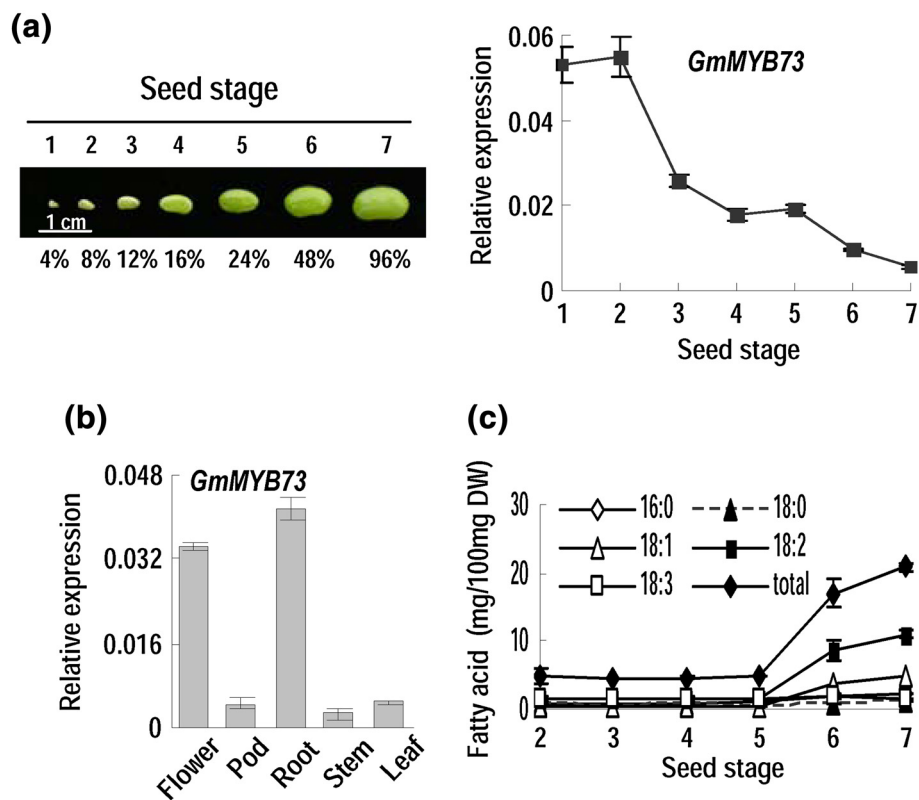 (a)
Seed stage
1 2 3 4 5 6 7
1 cm
4% 8% 12% 16% 24% 48% 96%
GmMYB73
Relative expression
0.06
0.04
0.02
0
1 2 3 4 5 6 7
Seed stage
(b)
GmMYB73
Relative expression
0.048
0.032
0.016
0
Flower Pod Root Stem Leaf
(c)
Fatty acid (mg/100mg DW)
30
20
10
0
16:0 18:0
18:1 18:2
18:3 total
2 3 4 5 6 7
Seed stage